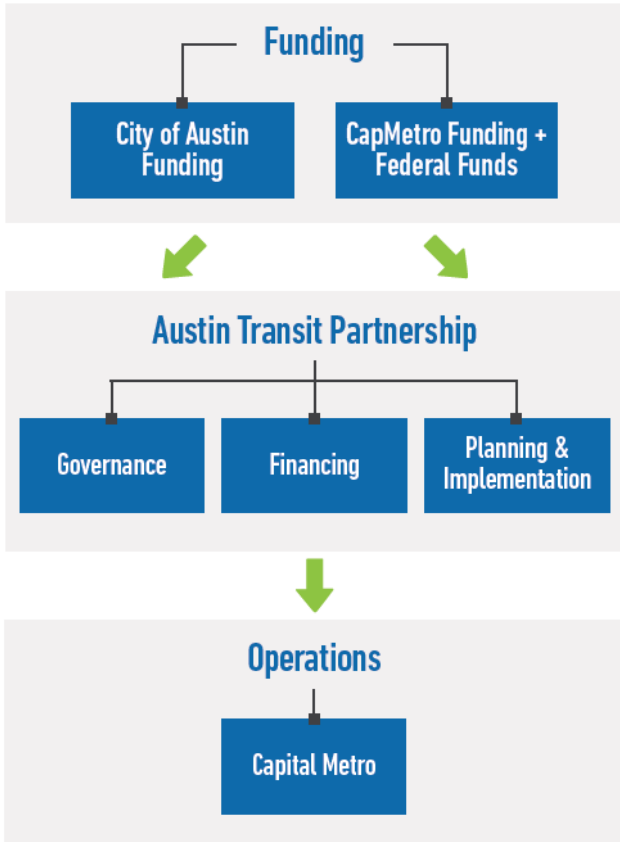 Funding
City of Austin
Funding
CapMetro Funding +
Federal Funds
Austin Transit Partnership
Governance
Financing
Planning &
Implementation
Operations
Capital Metro